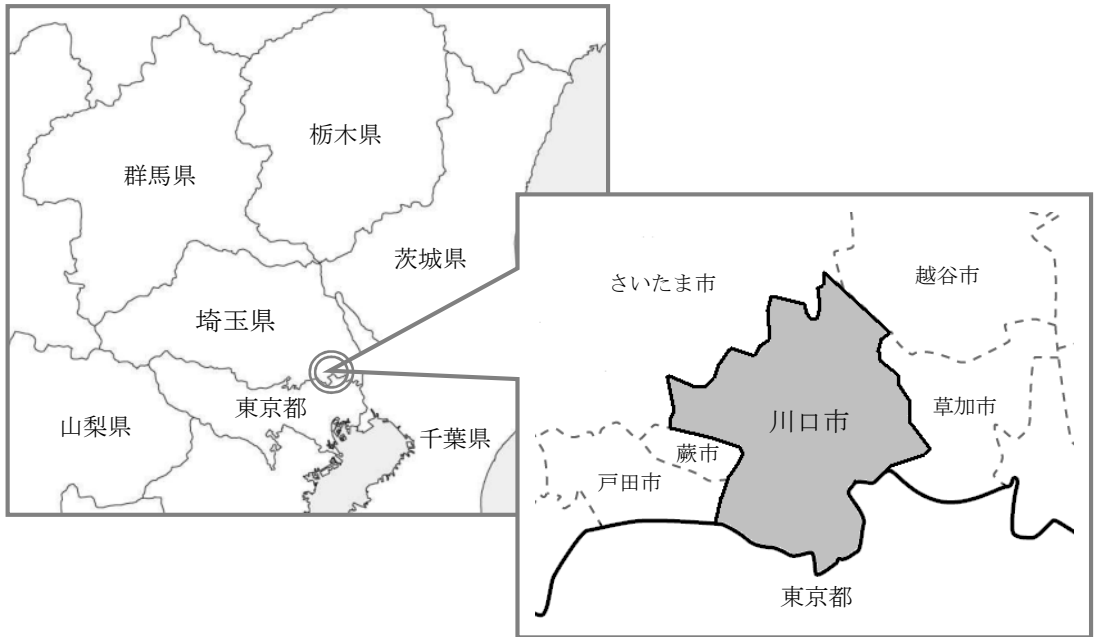 栃木県
群馬県
茨城県
埼玉県
東京都
山梨県
千葉県
さいたま市
越谷市
川口市
草加市
蕨市
戸田市
東京都